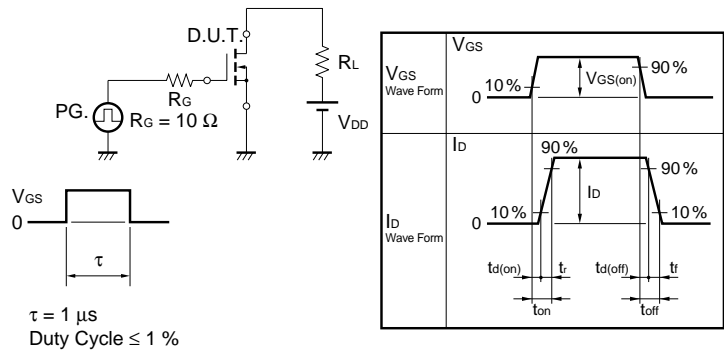 D.U.T.
RL
RG
PG.
RG = 10 Ω
VDD
VGS
0
τ
τ = 1 μs
Duty Cycle ≤ 1 %
VGS
Wave Form
VGS
10 %
VGS(on)
90 %
0
ID
Wave Form
ID
90 %
90 %
ID
10 %
10 %
0
td(on)
tr
td(off)
tf
ton
toff